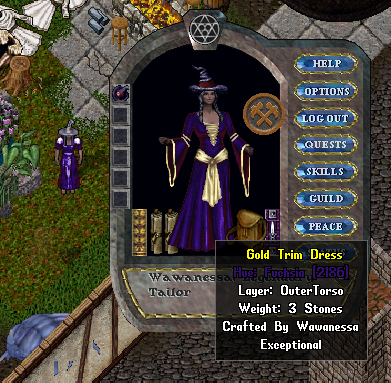 HELP
OPTIONS
LOG OUT
QUESTS
SKILLS
GUILD
PEACE
Gold Trim Dress
Hue: Fuchsia [2186]
Layer: OuterTorso
Weight: 3 Stones
Crafted By Wawanessa
Exceptional
Wawanessa
Tailor